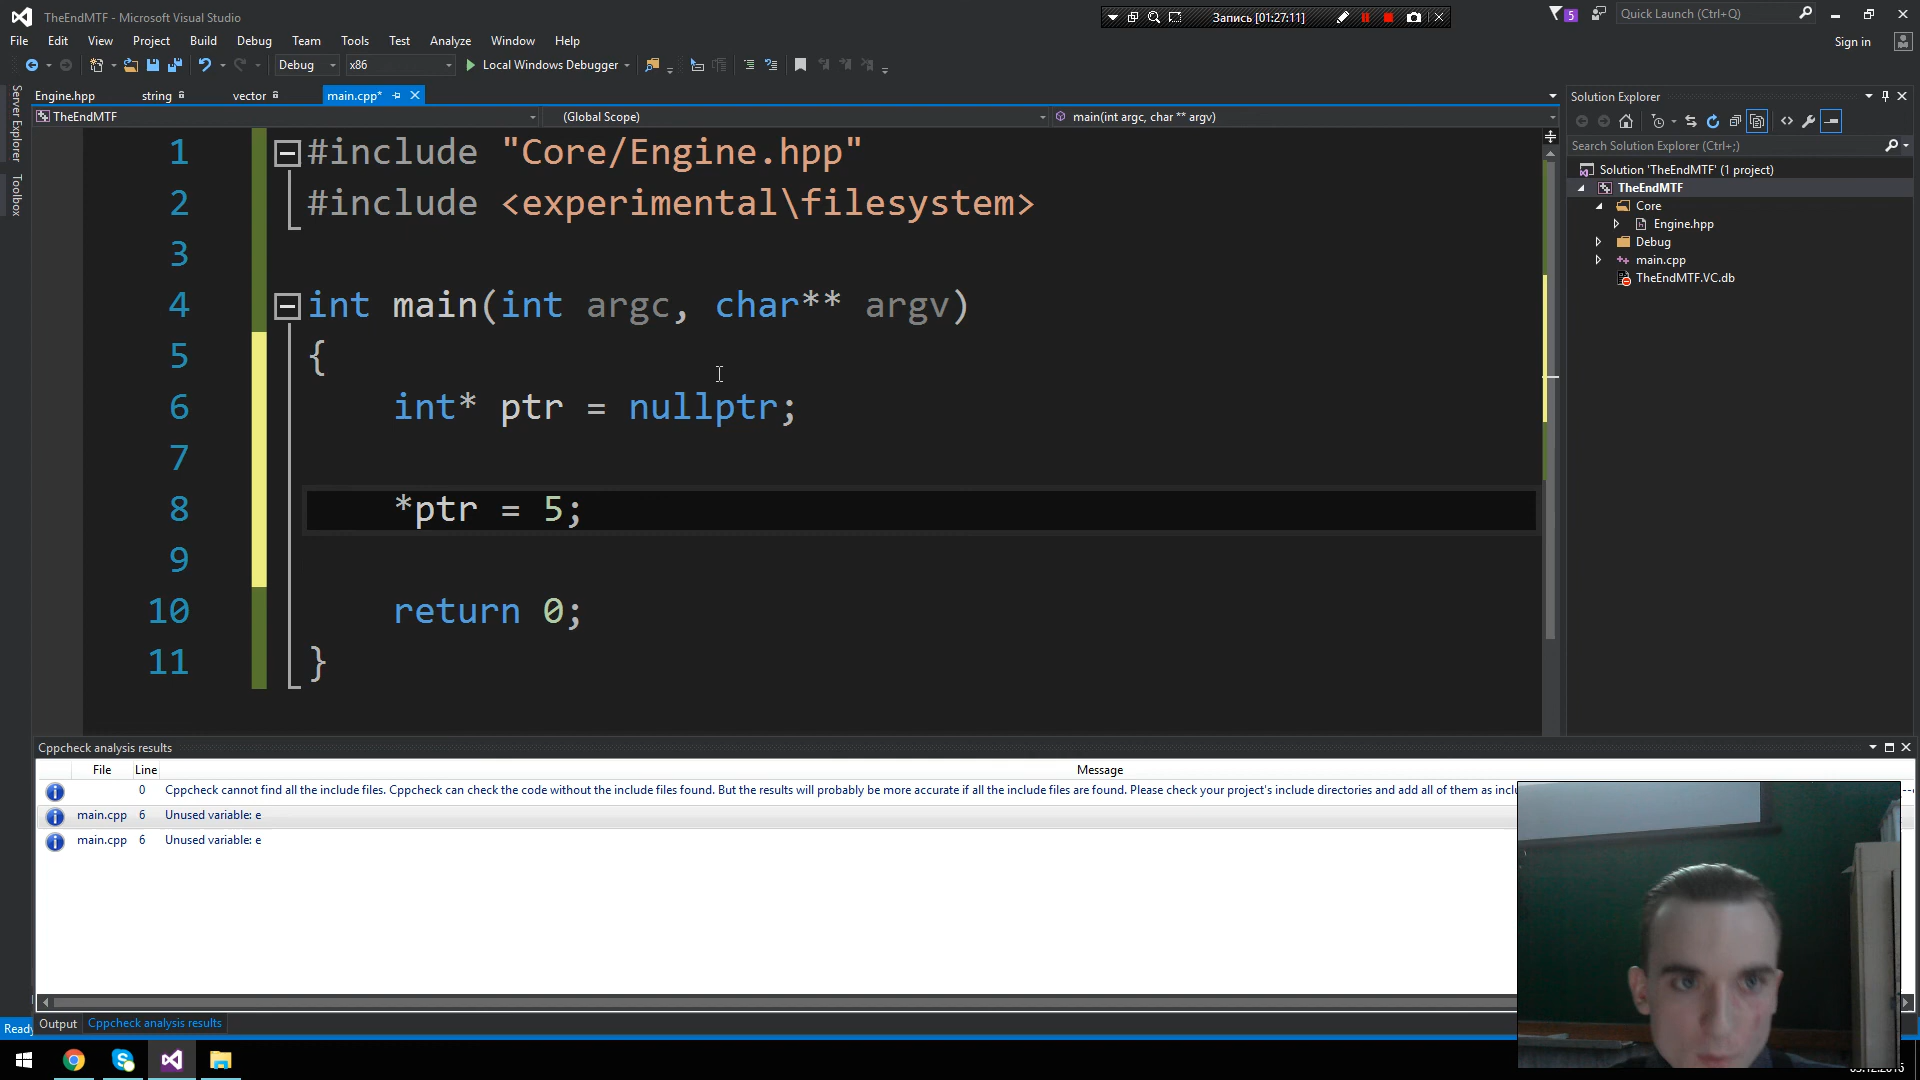 TheEndMTF - Microsoft Visual Studio
Запись [01:27:11]
5
Quick Launch (Ctrl+Q)
File Edit View Project Build Debug Team Tools Test Analyze Window Help
Sign in
Debug x86 Local Windows Debugger
Server Explorer
Toolbox
Engine.hpp string vector main.cpp*
TheEndMTF (Global Scope) main(int argc, char ** argv)
1 #include "Core/Engine.hpp"
2 #include <experimental\filesystem>
3
4 int main(int argc, char** argv)
5 {
6 int* ptr = nullptr;
7
8 *ptr = 5;
9
10 return 0;
11 }
Solution Explorer
Search Solution Explorer (Ctrl+;)
Solution 'TheEndMTF' (1 project)
TheEndMTF
Core
Engine.hpp
Debug
main.cpp
TheEndMTF.VC.db
Cppcheck analysis results
File Line Message
0 Cppcheck cannot find all the include files. Cppcheck can check the code without the include files found. But the results will probably be more accurate if all the include files are found. Please check your project's include directories and add all of them as
main.cpp 6 Unused variable: e
main.cpp 6 Unused variable: e
Output Cppcheck analysis results
Ready